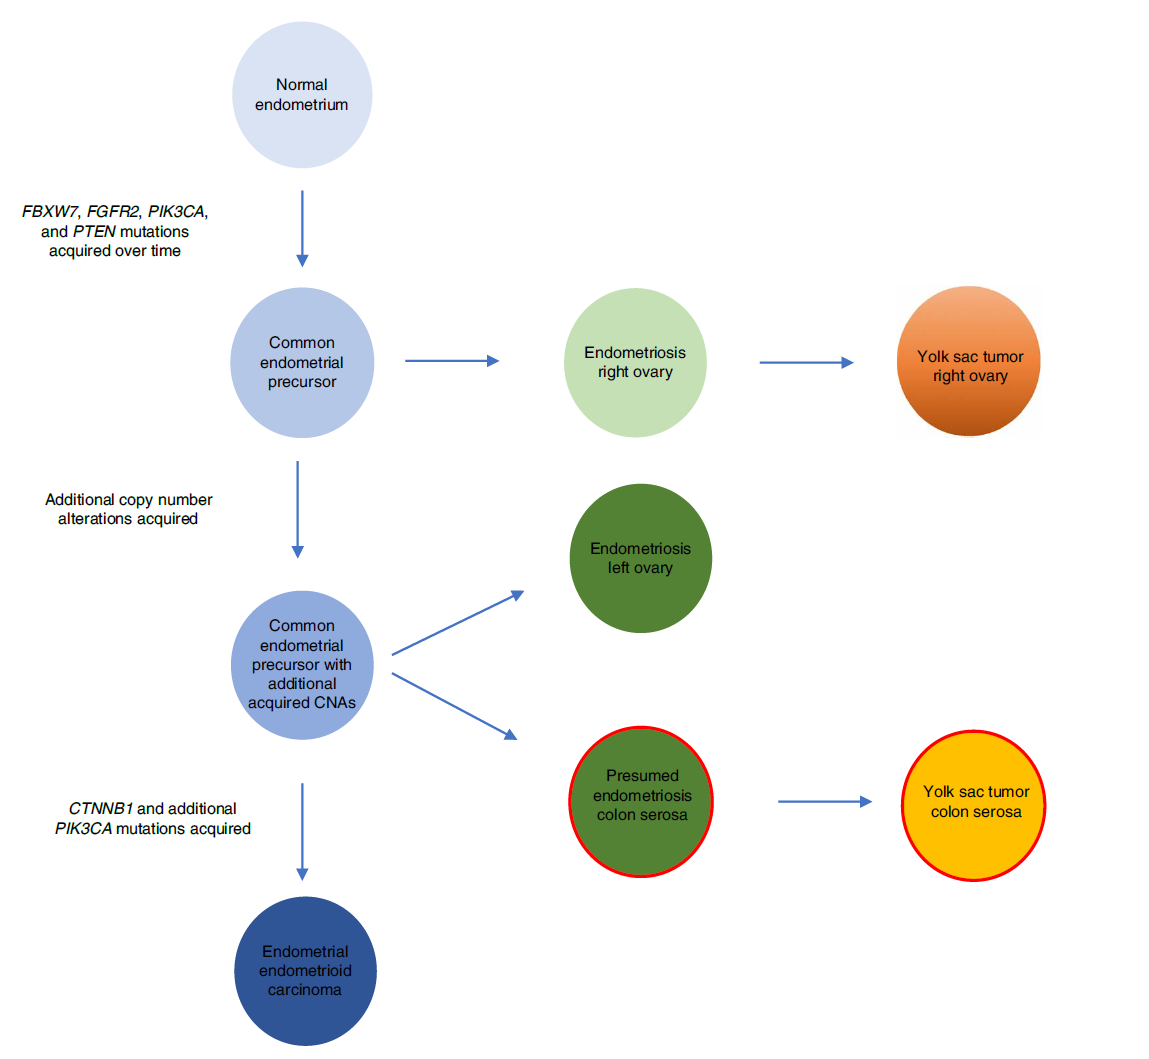 Normal
endometrium
FBXW7, FGFR2, PIK3CA,
and PTEN mutations
acquired over time
Common
endometrial
precursor
Endometriosis
right ovary
Yolk sac tumor
right ovary
Additional copy number
alterations acquired
Endometriosis
left ovary
Common
endometrial
precursor with
additional
acquired CNAs
Presumed
endometriosis
colon serosa
Yolk sac tumor
colon serosa
CTNNB1 and additional
PIK3CA mutations acquired
Endometrial
endometrioid
carcinoma